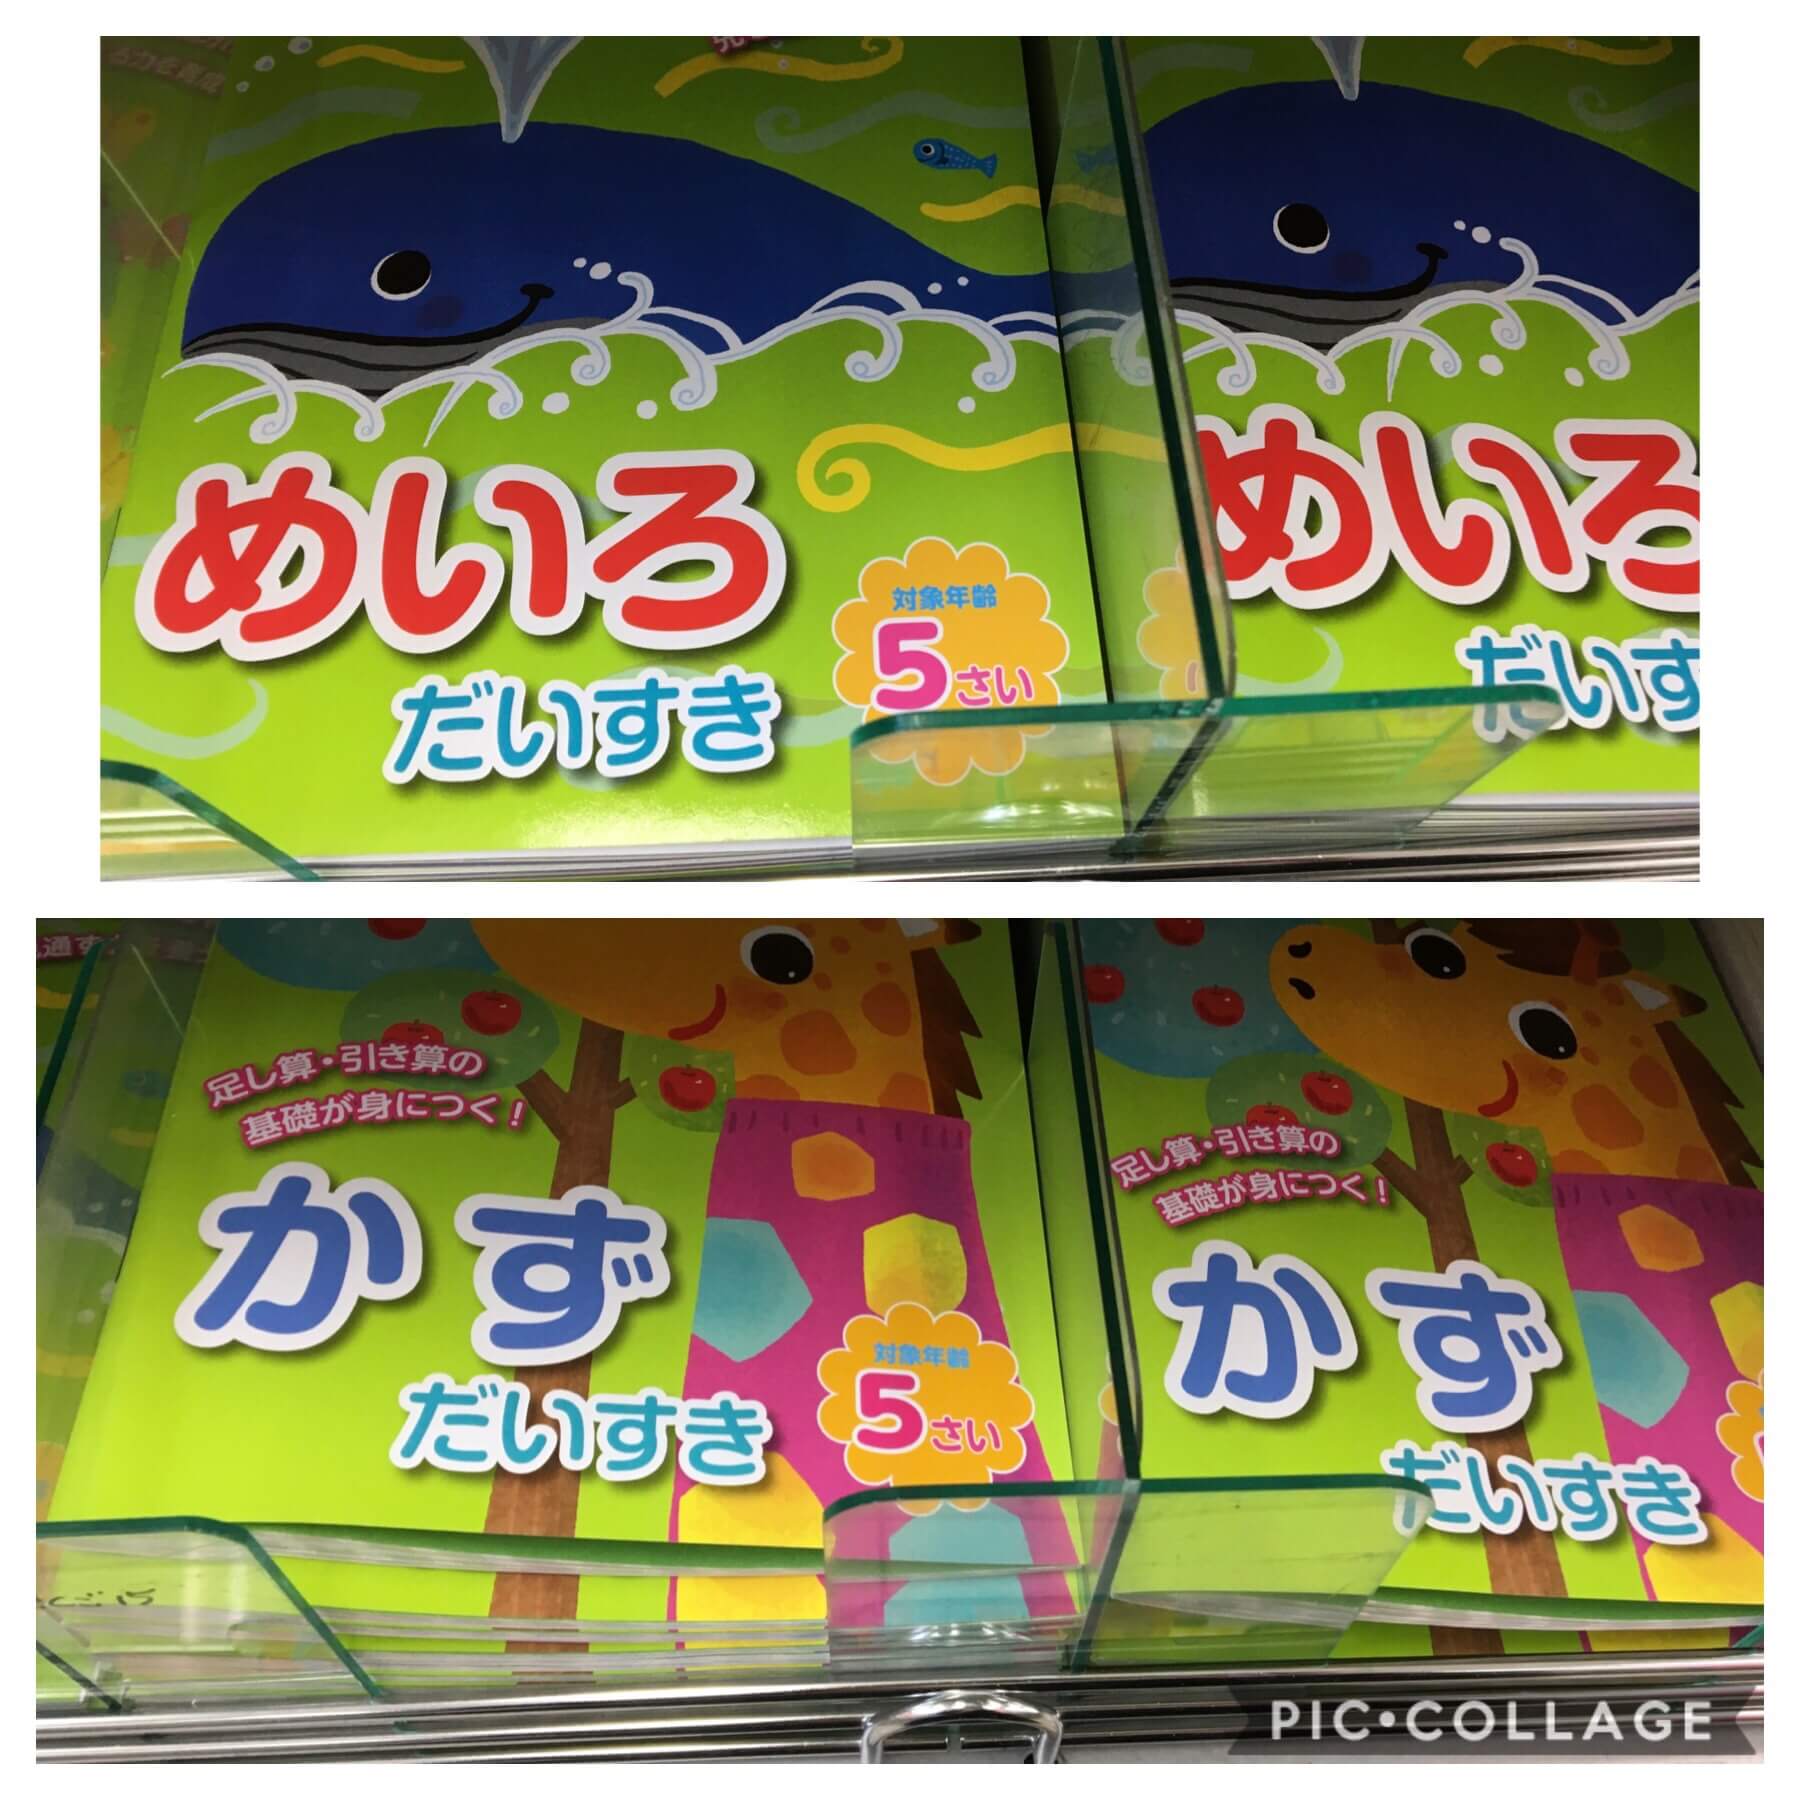 めいろ
だいすき
対象年齢
5さい
めいろ
だいす
足し算・引き算の
基礎が身につく!
かず
だいすき
対象年齢
5さい
足し算・引き算の
基礎が身につく!
かず
だいすき
PIC•COLLAGE